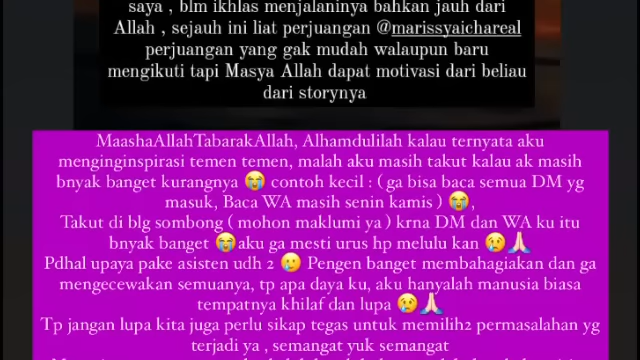 saya , blm ikhlas menjalaninya bahkan jauh dari
Allah , sejauh ini liat perjuangan @marissyaichareal
perjuangan yang gak mudah walaupun baru
mengikuti tapi Masya Allah dapat motivasi dari beliau
dari storynya
MaashaAllahTabarakAllah, Alhamdulilah kalau ternyata aku
menginginspirasi temen temen, malah aku masih takut kalau ak masih
bnyak banget kurangnya 😭 contoh kecil : ( ga bisa baca semua DM yg
masuk, Baca WA masih senin kamis ) 😭,
Takut di blg sombong ( mohon maklumi ya ) krna DM dan WA ku itu
bnyak banget 😭aku ga mesti urus hp melulu kan 😢🙏🏻
Pdhal upaya pake asisten udh 2 🥲 Pengen banget membahagiakan dan ga
mengecewakan semuanya, tp apa daya ku, aku hanyalah manusia biasa
tempatnya khilaf dan lupa 😢🙏🏻
Tp jangan lupa kita juga perlu sikap tegas untuk memilih2 permasalahan yg
terjadi ya , semangat yuk semangat